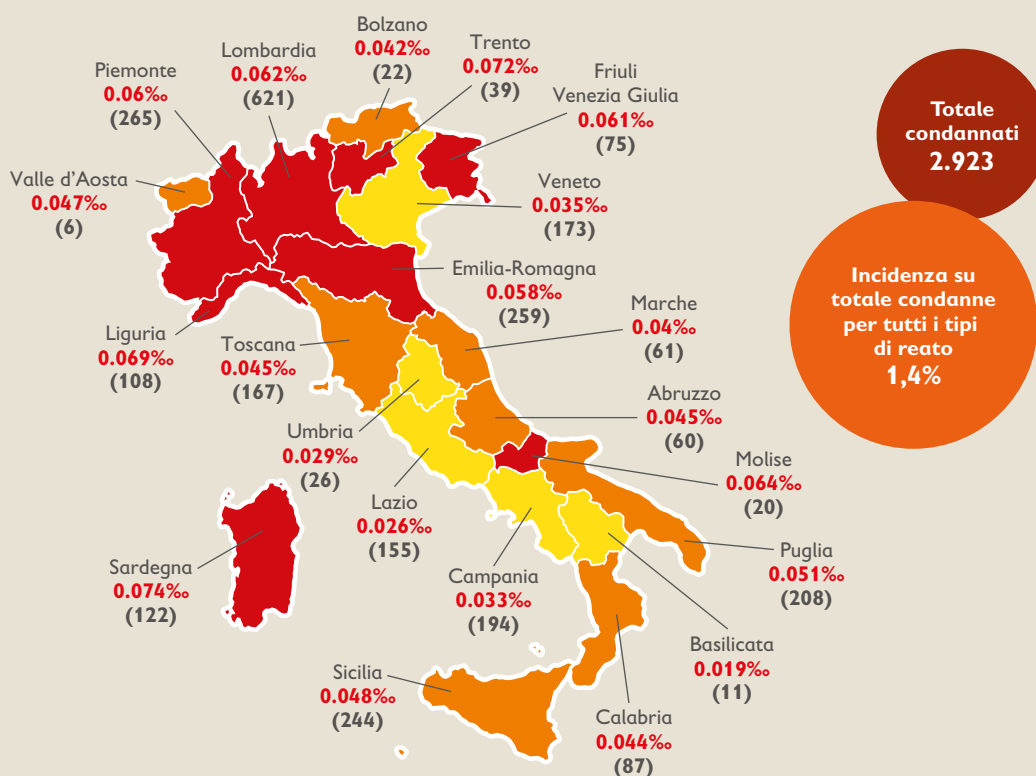 Bolzano
0.042‰
(22)
Trento
0.072‰
(39)
Lombardia
0.062‰
(621)
Piemonte
0.06‰
(265)
Friuli
Venezia Giulia
0.061‰
(75)
Valle d'Aosta
0.047‰
(6)
Veneto
0.035‰
(173)
Emilia-Romagna
0.058‰
(259)
Marche
0.04‰
(61)
Liguria
0.069‰
(108)
Toscana
0.045‰
(167)
Abruzzo
0.045‰
(60)
Umbria
0.029‰
(26)
Molise
0.064‰
(20)
Lazio
0.026‰
(155)
Puglia
0.051‰
(208)
Sardegna
0.074‰
(122)
Campania
0.033‰
(194)
Basilicata
0.019‰
(11)
Sicilia
0.048‰
(244)
Calabria
0.044‰
(87)
Totale
condannati
2.923
Incidenza su
totale condanne
per tutti i tipi
di reato
1,4%